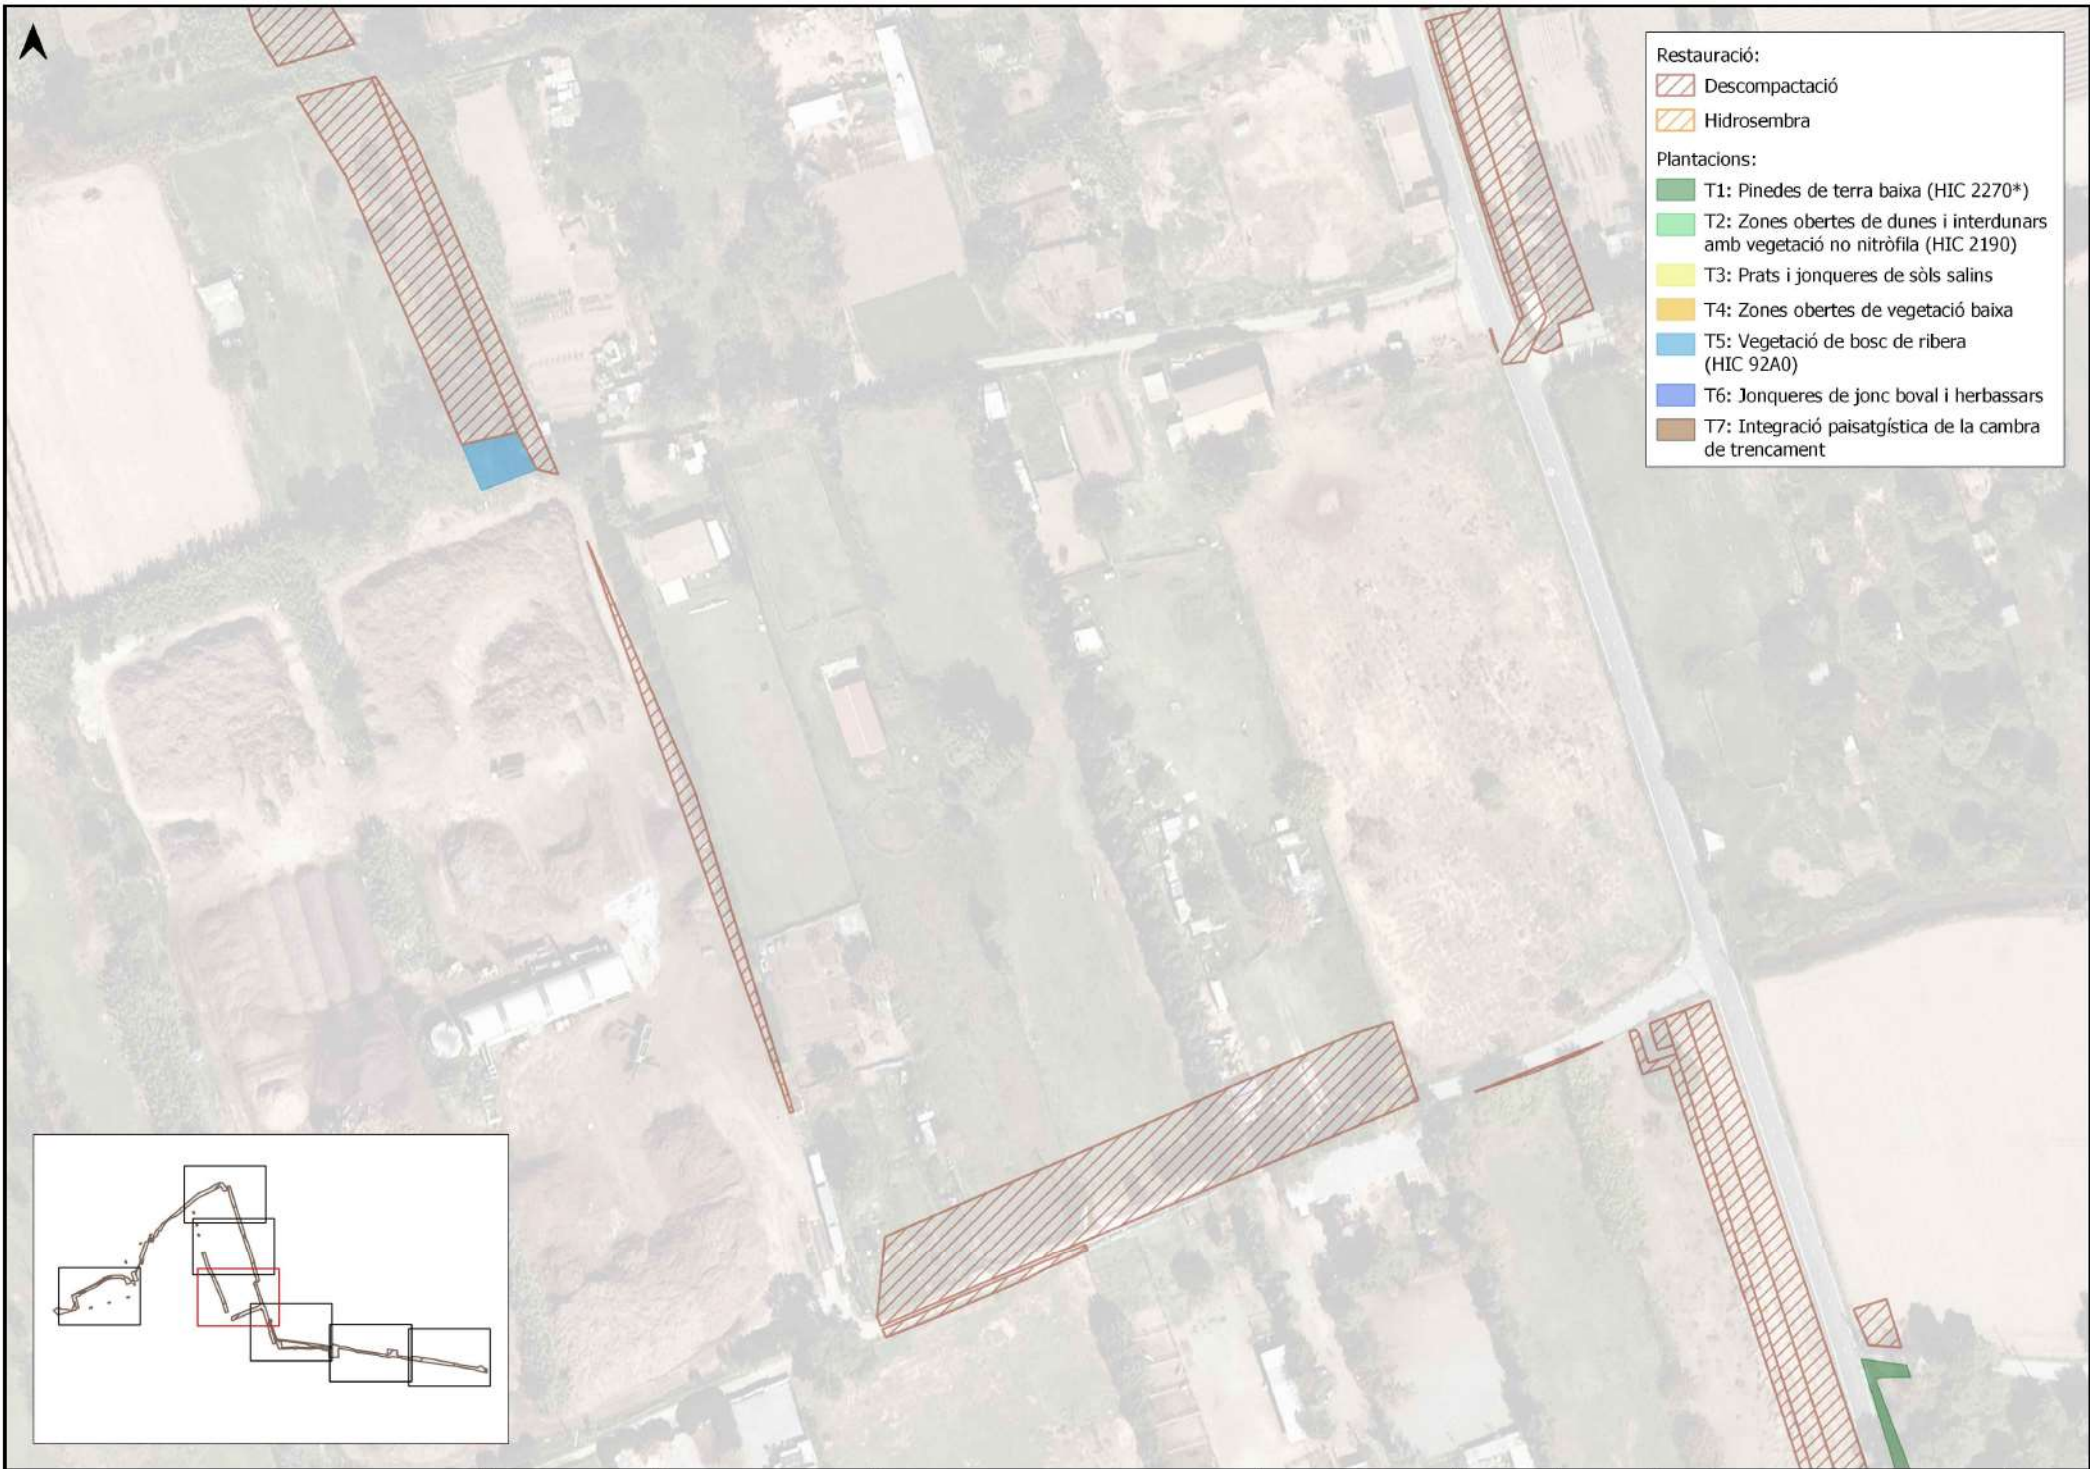 Restauració:
Descompactació
Hidrosembra
Plantacions:
T1: Pinedes de terra baixa (HIC 2270*)
T2: Zones obertes de dunes i interdunars
amb vegetació no nitròfila (HIC 2190)
T3: Prats i jonqueres de sòls salins
T4: Zones obertes de vegetació baixa
T5: Vegetació de bosc de ribera
(HIC 92A0)
T6: Jonqueres de jonc boval i herbassars
T7: Integració paisatgística de la cambra
de trencament